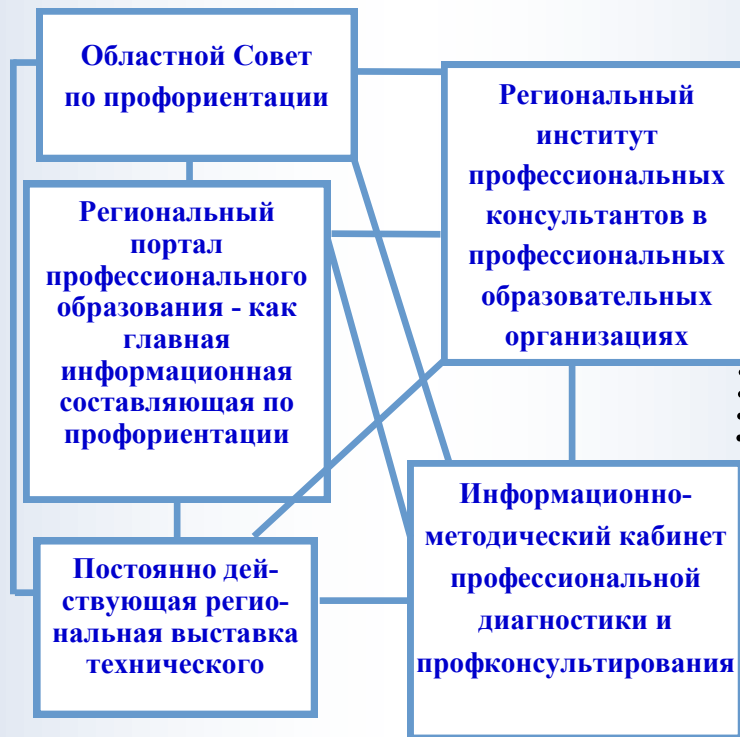 Областной Совет
по профориентации
Региональный
институт
профессиональных
консультантов в
профессиональных
образовательных
организациях
Региональный
портал
профессионального
образования - как
главная
информационная
составляющая по
профориентации
Информационно-
методический кабинет
профессиональной
диагностики и
профконсультирования
Постоянно дей-
ствующая регио-
нальная выставка
технического